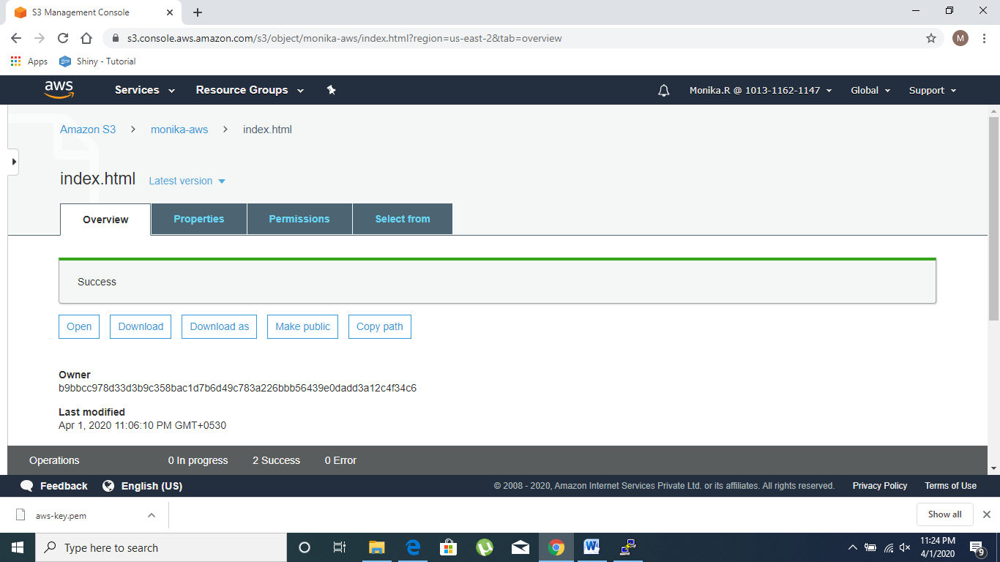 S3 Management Console
s3.console.aws.amazon.com/s3/object/monika-aws/index.html?region=us-east-2&tab=overview
M
Apps
Shiny - Tutorial
aws
Services
Resource Groups
Monika.R @ 1013-1162-1147
Global
Support
Amazon S3 > monika-aws > index.html
index.html Latest version
Overview
Properties
Permissions
Select from
Success
Open
Download
Download as
Make public
Copy path
Owner
b9bbcc978d33d3b9c358bac1d7b6d49c783a226bbb56439e0dadd3a12c4f34c6
Last modified
Apr 1, 2020 11:06:10 PM GMT+0530
Operations 0 In progress 2 Success 0 Error
Feedback
English (US)
© 2008 - 2020, Amazon Internet Services Private Ltd. or its affiliates. All rights reserved.
Privacy Policy
Terms of Use
aws-key.pem
Show all
Type here to search
11:24 PM
4/1/2020
9